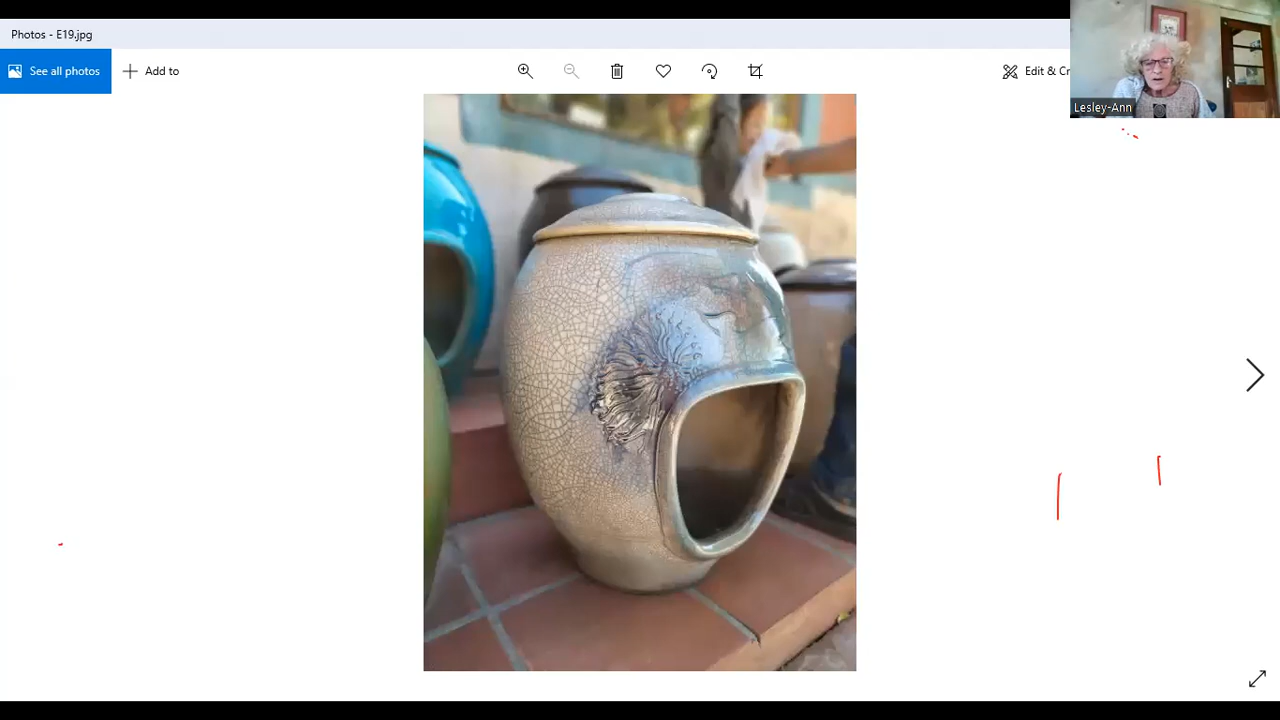 Photos - E19.jpg
See all photos
Add to
Edit & Cr
Lesley-Ann